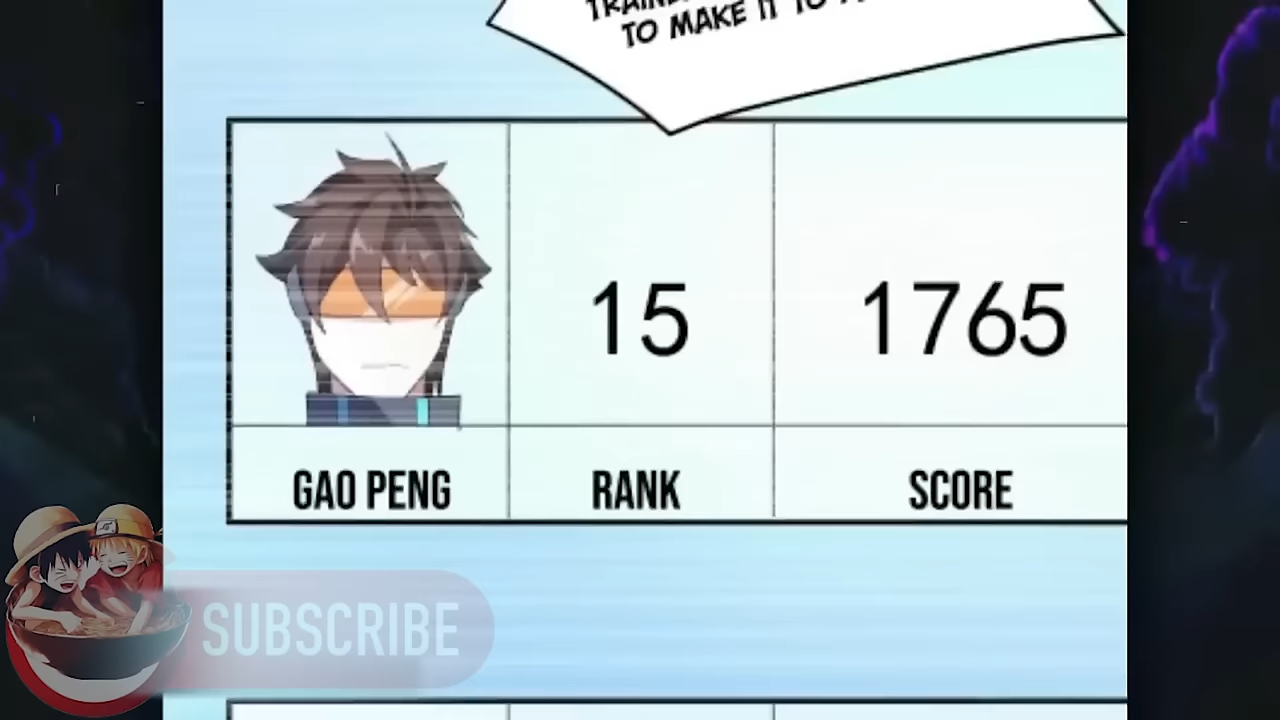 TO MAKE IT TO
15
1765
GAO PENG
RANK
SCORE
SUBSCRIBE